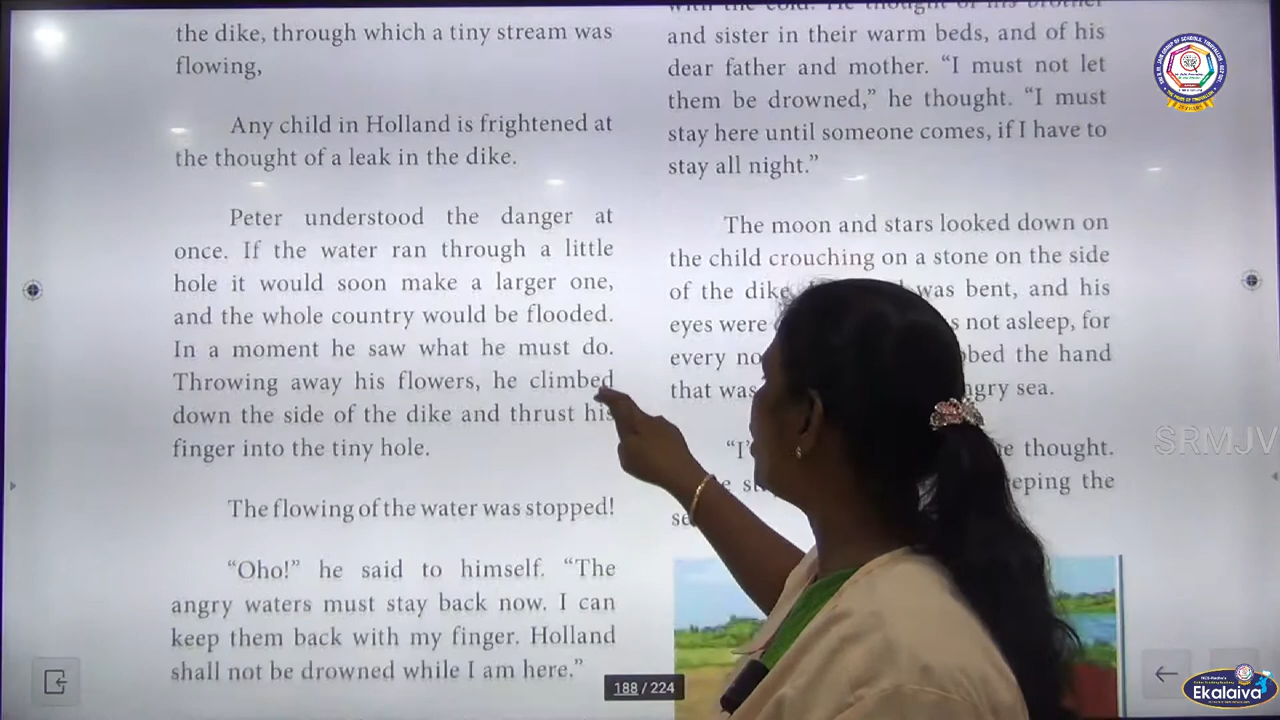 the dike, through which a tiny stream was
flowing,
Any child in Holland is frightened at
the thought of a leak in the dike.
Peter understood the danger at
once. If the water ran through a little
hole it would soon make a larger one,
and the whole country would be flooded.
In a moment he saw what he must do.
Throwing away his flowers, he climbed
down the side of the dike and thrust his
finger into the tiny hole.
The flowing of the water was stopped!
“Oho!” he said to himself. “The
angry waters must stay back now. I can
keep them back with my finger. Holland
shall not be drowned while I am here.”
with the cold. He thought of his brother
and sister in their warm beds, and of his
dear father and mother. “I must not let
them be drowned,” he thought. “I must
stay here until someone comes, if I have to
stay all night.”
The moon and stars looked down on
the child crouching on a stone on the side
of the dike. was bent, and his
eyes were not asleep, for
every the hand
that was sea.
thought.
the
188 / 224
SRMJV
Ekalaiva